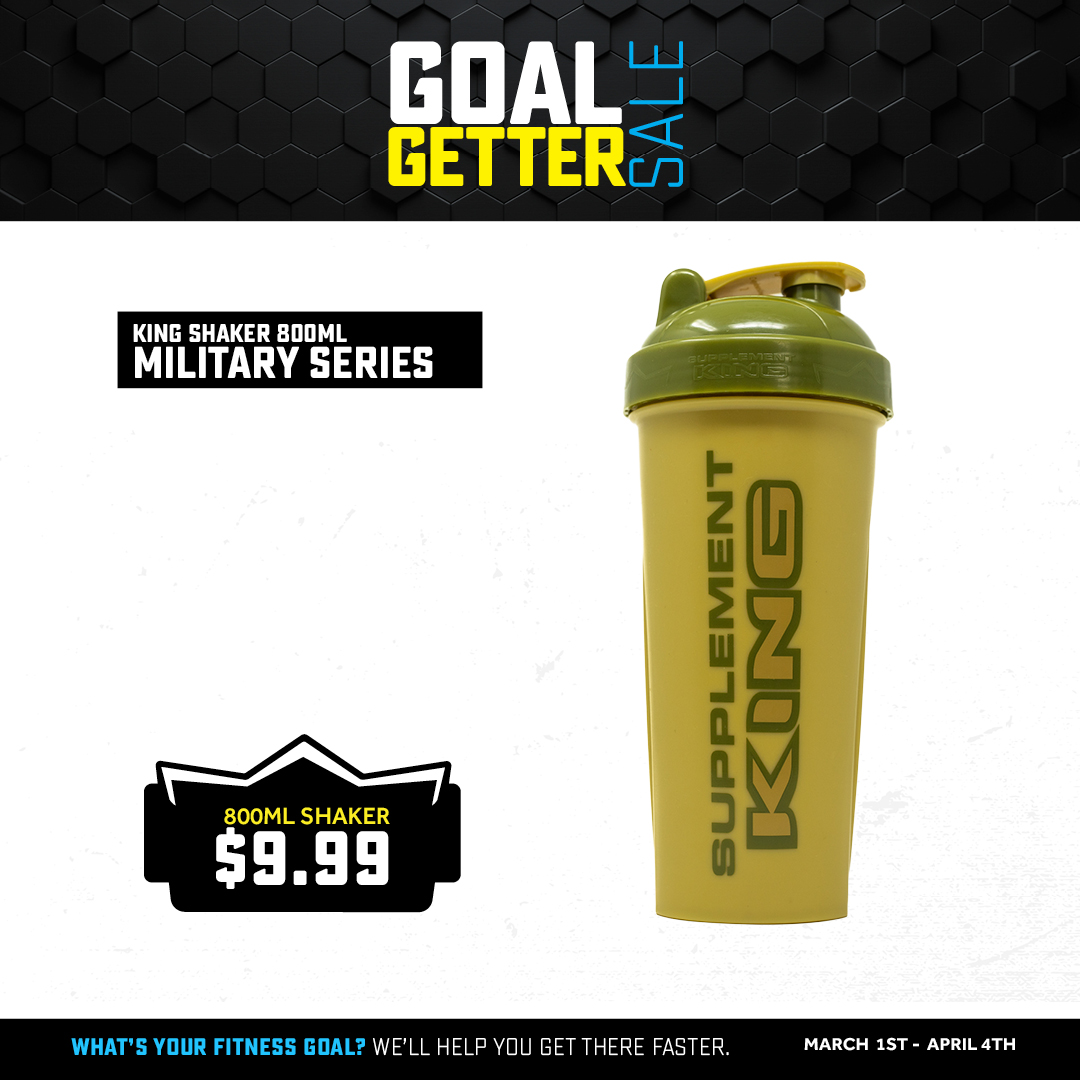 GOAL
GETTER
SALE
KING SHAKER 800ML
MILITARY SERIES
SUPPLEMENT
KING
SUPPLEMENT
KING
800ML SHAKER
$9.99
WHAT'S YOUR FITNESS GOAL? WE'LL HELP YOU GET THERE FASTER.
MARCH 1ST - APRIL 4TH